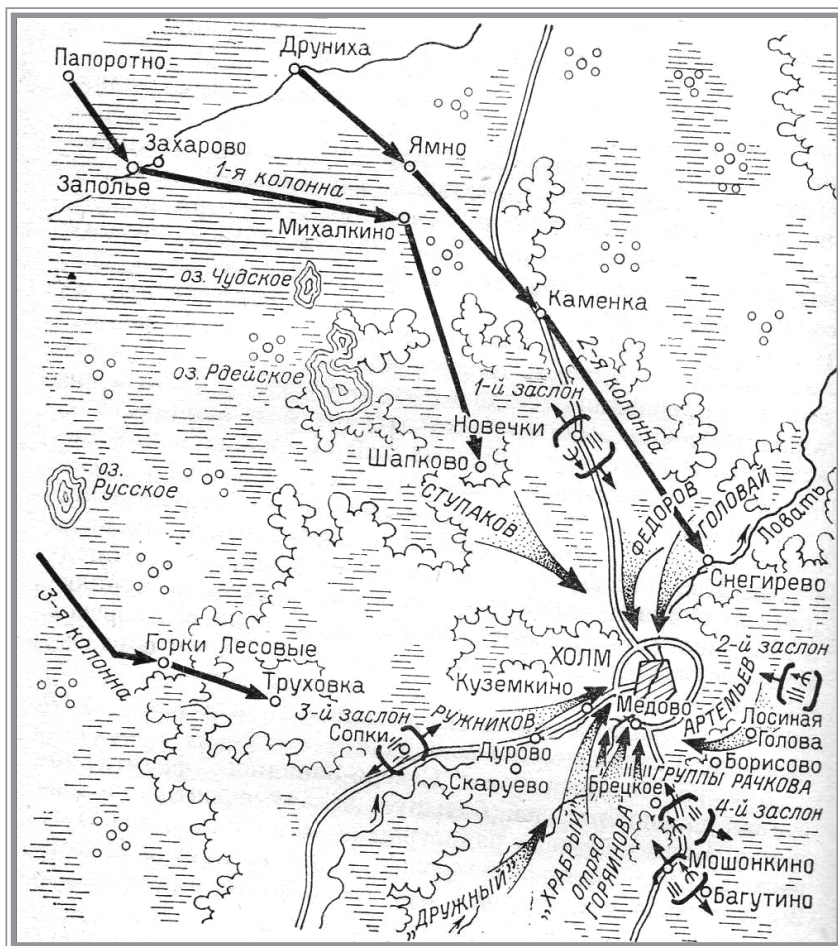 Папоротно
Друниха
Захарово
Заполье
1-я колонна
Ямно
Михалкино
оз. Чудское
Каменка
оз. Рдейское
2-я колонна
1-й заслон
Новечки
Шапково
оз.
Русское
СТУПАКОВ
ФЕДОРОВ
ГОЛОВАЙ
Ловать
Снегирево
3-я колонна
Горки Лесовые
Труховка
ХОЛМ
2-й заслон
Куземкино
АРТЕМЬЕВ
3-й заслон
РУЖНИКОВ
Медово
Лосиная
Голова
Сопки
Дурово
Борисово
Скаруево
ГРУППЫ РАЧКОВА
Брецкое
4-й заслон
„ДРУЖНЫЙ"
„ХРАБРЫЙ"
Отряд
ГОРЯИНОВА
Мошонкино
Багутино